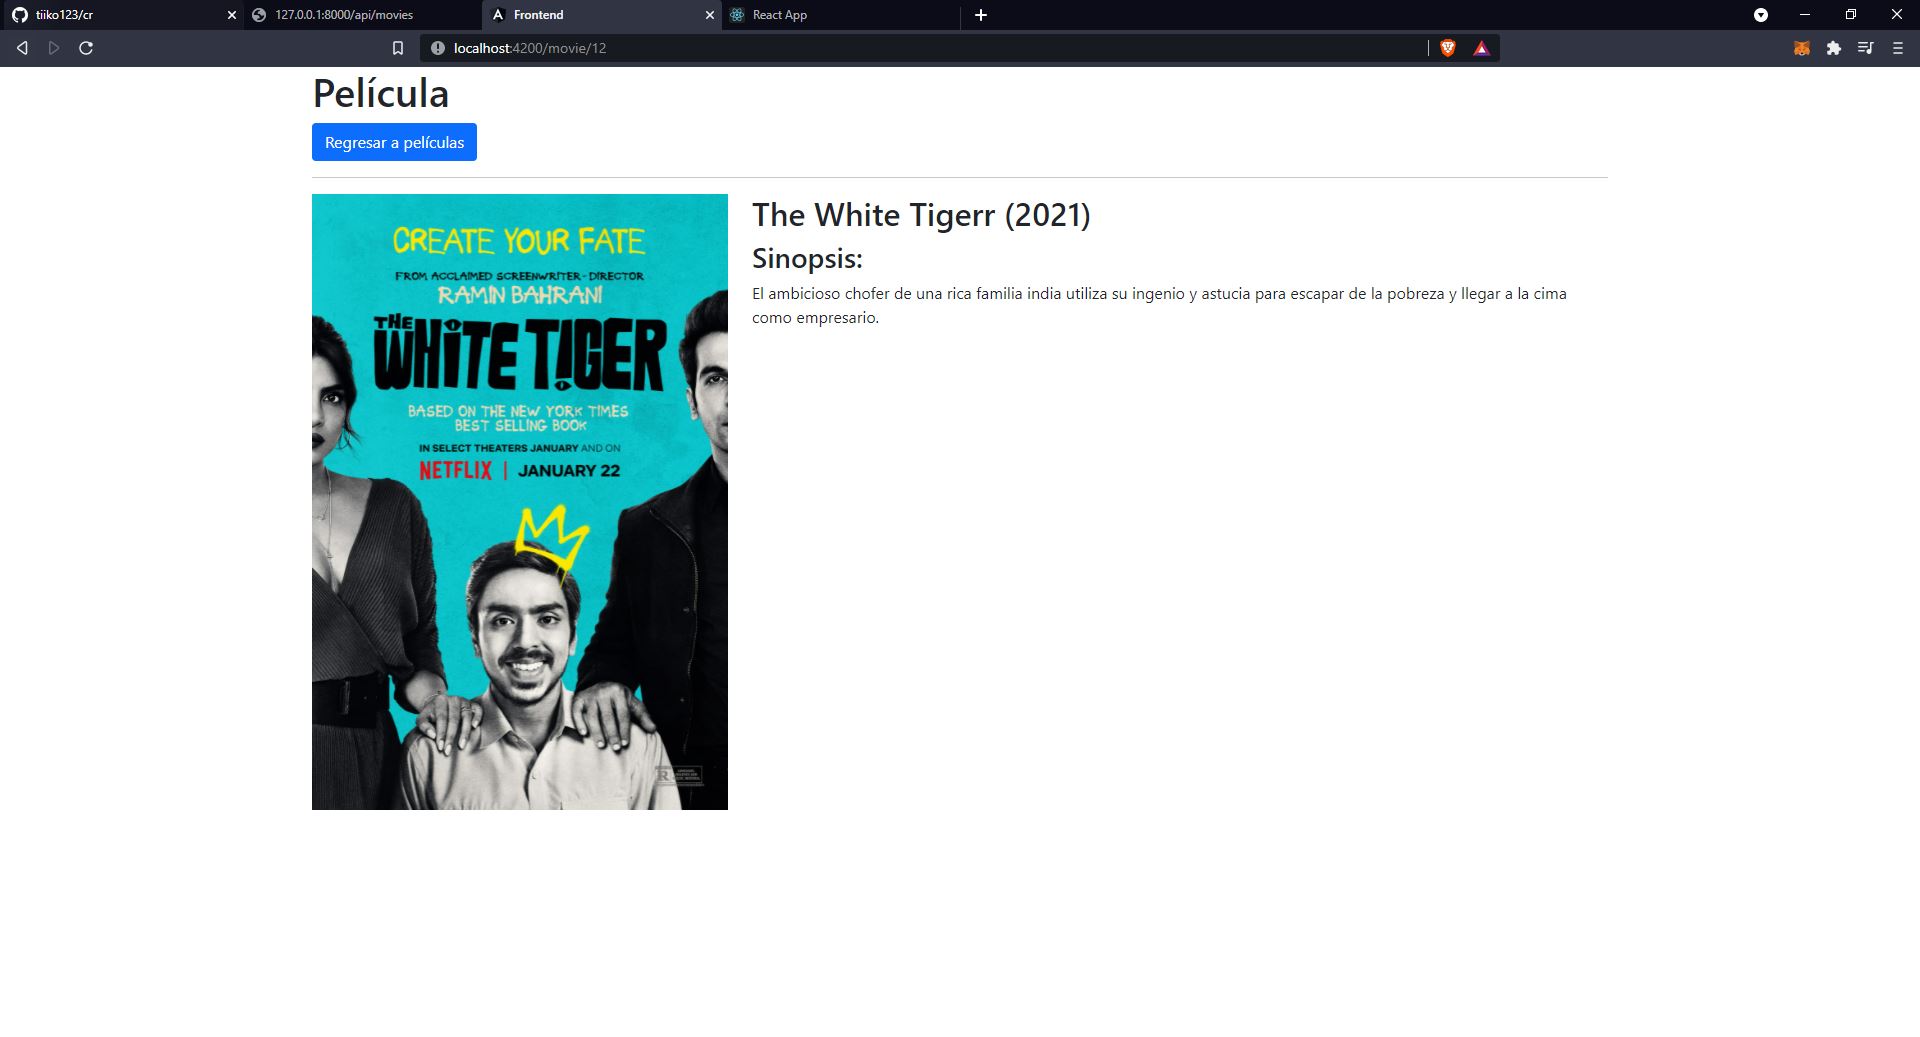 tiiko123/cr
127.0.0.1:8000/api/movies
Frontend
React App
localhost:4200/movie/12
Película
Regresar a películas
CREATE YOUR FATE
FROM ACCLAIMED SCREENWRITER-DIRECTOR
RAMIN BAHRANI
THE
WHITE TIGER
BASED ON THE NEW YORK TIMES
BEST SELLING BOOK
IN SELECT THEATERS JANUARY AND ON
NETFLIX | JANUARY 22
R
The White Tigerr (2021)
Sinopsis:
El ambicioso chofer de una rica familia india utiliza su ingenio y astucia para escapar de la pobreza y llegar a la cima
como empresario.